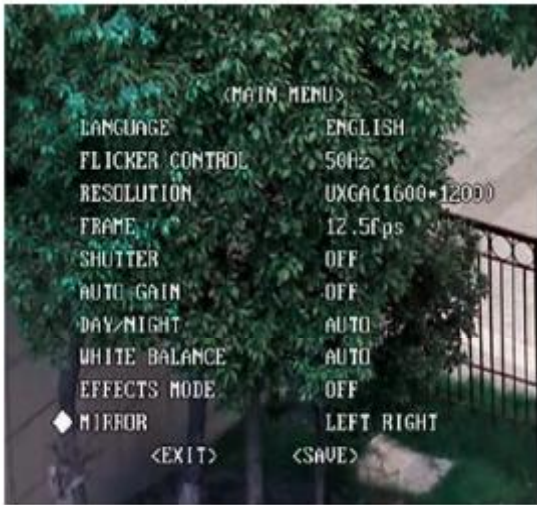 <MAIN MENU>
LANGUAGE ENGLISH
FLICKER CONTROL 50Hz
RESOLUTION UXGA(1600*1200)
FRAME 12.5fps
SHUTTER OFF
AUTO GAIN OFF
DAY/NIGHT AUTO
WHITE BALANCE AUTO
EFFECTS MODE OFF
MIRROR LEFT RIGHT
<EXIT> <SAVE>